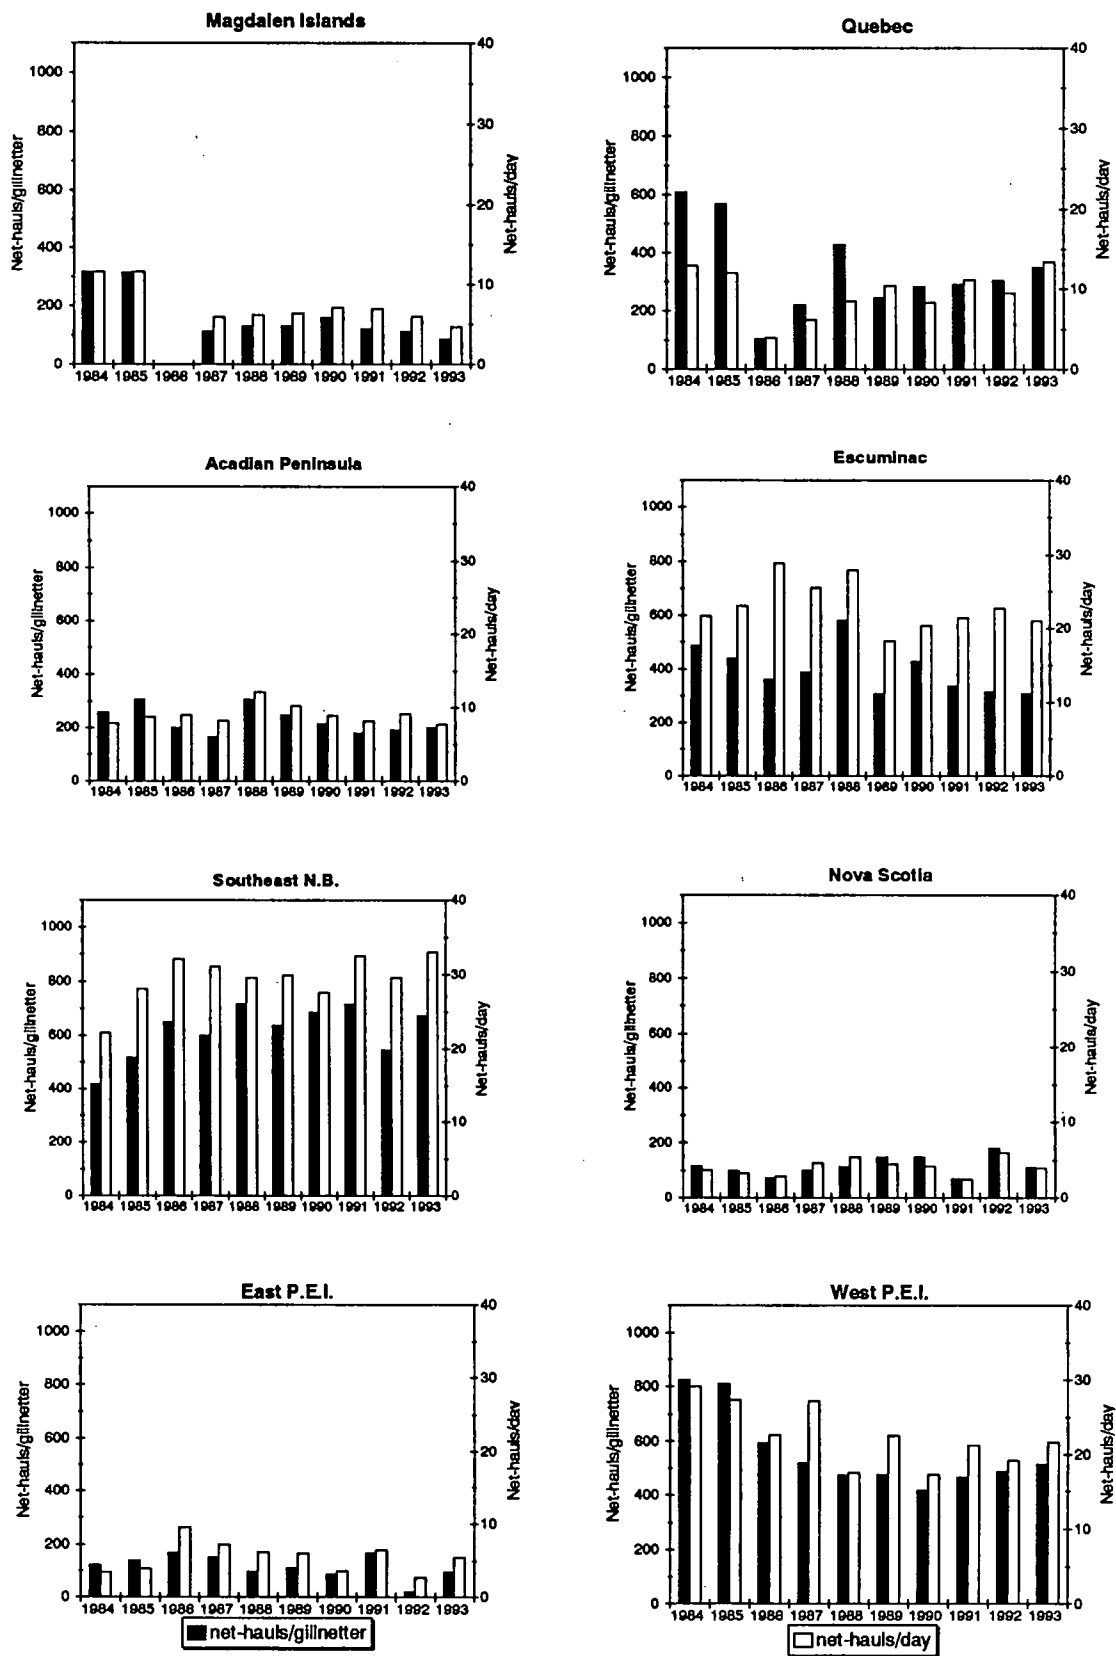 Magdalen Islands
Net-hauls/gillnetter
1000
800
600
400
200
0
40
30
20
10
0
Net-hauls/day
1984 1985 1966 1987 1988 1989 1990 1991 1992 1993
Quebec
Net-hauls/gillnetter
1000
800
600
400
200
0
40
30
20
10
0
Net-hauls/day
1984 1985 1986 1987 1988 1989 1990 1991 1992 1993
Acadian Peninsula
Net-hauls/gillnetter
1000
800
600
400
200
0
40
30
20
10
0
Net-hauls/day
1984 1985 1986 1987 1988 1989 1990 1991 1992 1993
Escuminac
Net-hauls/gillnetter
1000
800
600
400
200
0
40
30
20
10
0
Net-hauls/day
1984 1985 1986 1987 1988 1989 1990 1991 1992 1993
Southeast N.B.
Net-hauls/gillnetter
1000
800
600
400
200
0
40
30
20
10
0
Net-hauls/day
1984 1985 1986 1987 1988 1989 1990 1991 1992 1993
Nova Scotia
Net-hauls/gillnetter
1000
800
600
400
200
0
40
30
20
10
0
Net-hauls/day
1984 1985 1986 1987 1988 1989 1990 1991 1992 1993
East P.E.I.
Net-hauls/gillnetter
1000
800
600
400
200
0
40
30
20
10
0
Net-hauls/day
1984 1985 1986 1987 1988 1989 1990 1991 1992 1993
West P.E.I.
Net-hauls/gillnetter
1000
800
600
400
200
0
40
30
20
10
0
Net-hauls/day
1984 1985 1986 1987 1988 1989 1990 1991 1992 1993
net-hauls/gillnetter
net-hauls/day